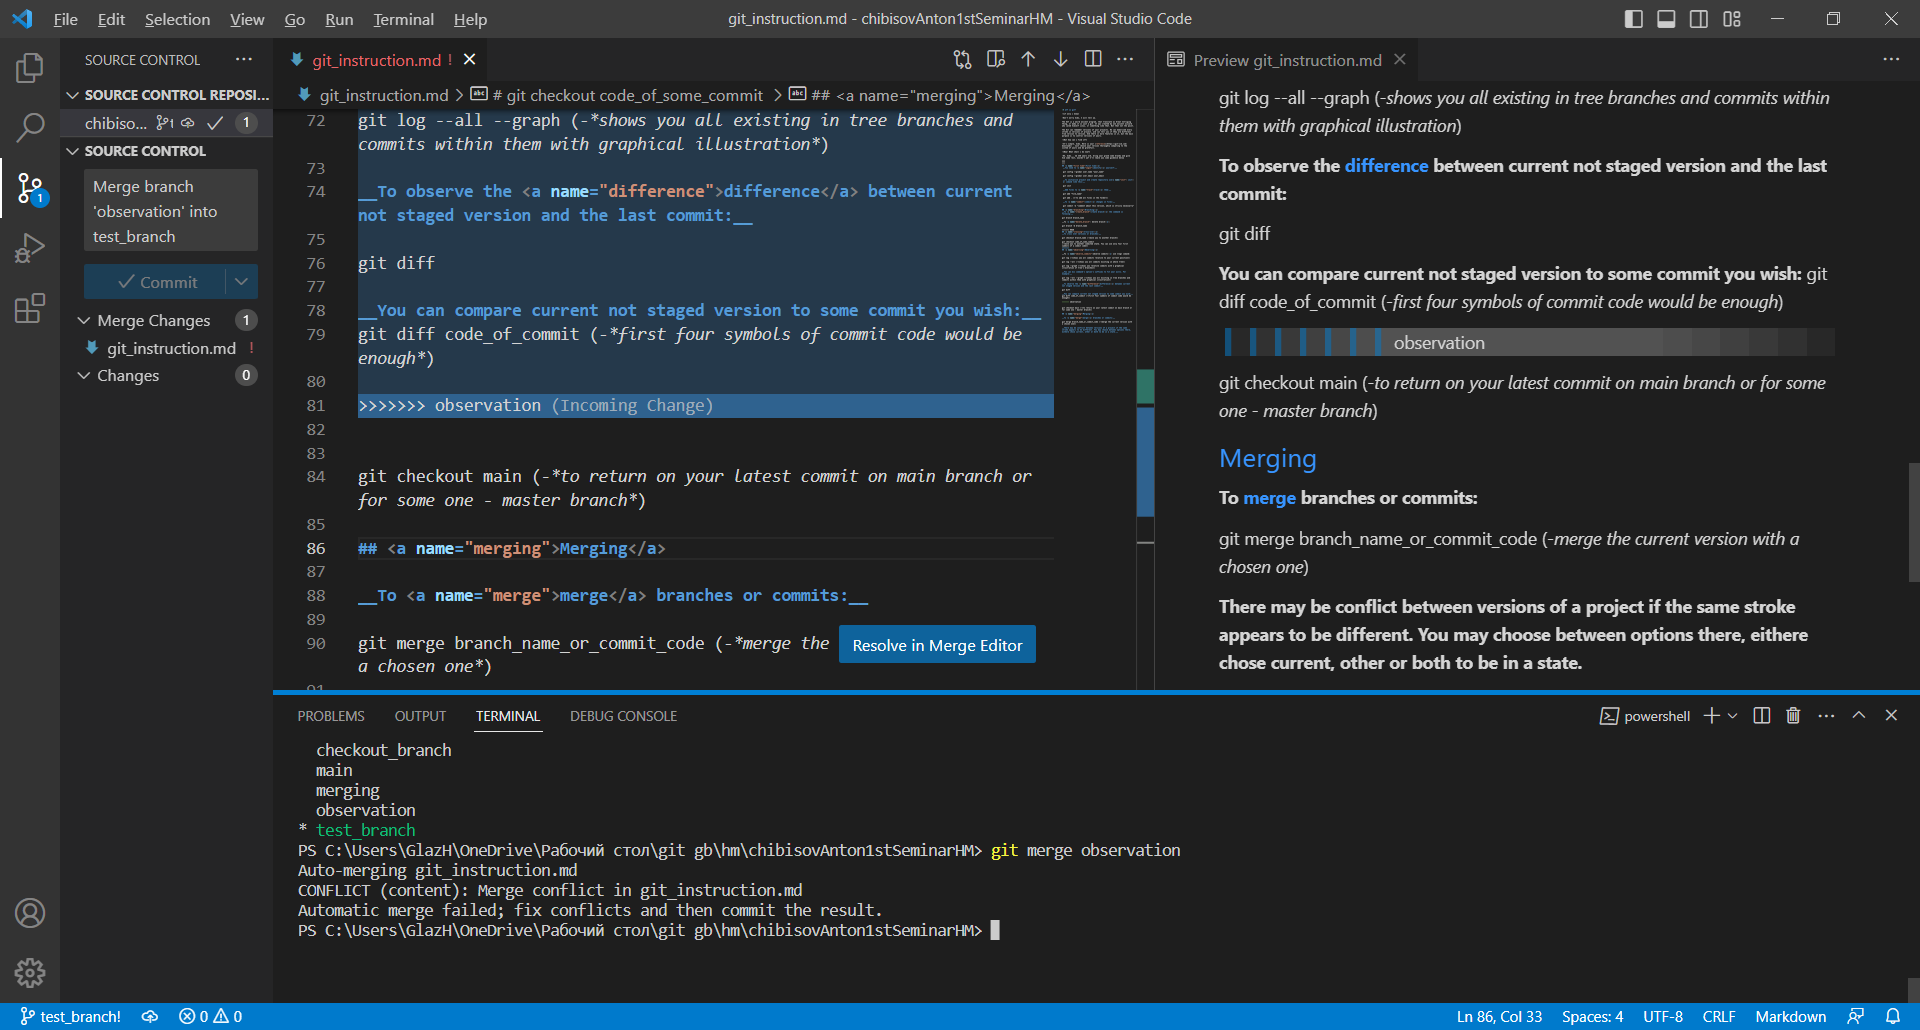 File Edit Selection View Go Run Terminal Help
git_instruction.md - chibisovAnton1stSeminarHM - Visual Studio Code
SOURCE CONTROL
SOURCE CONTROL REPOSI...
chibiso... 1
SOURCE CONTROL
Merge branch
'observation' into
test_branch
Commit
Merge Changes 1
git_instruction.md !
Changes 0
git_instruction.md !
git_instruction.md > # git checkout code_of_some_commit > ## <a name="merging">Merging</a>
72 git log --all --graph (-*shows you all existing in tree branches and
commits within them with graphical illustration*)
73
74 __To observe the <a name="difference">difference</a> between current
not staged version and the last commit:__
75
76 git diff
77
78 __You can compare current not staged version to some commit you wish:__
79 git diff code_of_commit (-*first four symbols of commit code would be
enough*)
80
81 >>>>>>> observation (Incoming Change)
82
83
84 git checkout main (-*to return on your latest commit on main branch or
for some one - master branch*)
85
86 ## <a name="merging">Merging</a>
87
88 __To <a name="merge">merge</a> branches or commits:__
89
90 git merge branch_name_or_commit_code (-*merge the
a chosen one*)
91
Resolve in Merge Editor
Preview git_instruction.md
git log --all --graph (-shows you all existing in tree branches and commits within
them with graphical illustration)
To observe the difference between current not staged version and the last
commit:
git diff
You can compare current not staged version to some commit you wish: git
diff code_of_commit (-first four symbols of commit code would be enough)
observation
git checkout main (-to return on your latest commit on main branch or for some
one - master branch)
Merging
To merge branches or commits:
git merge branch_name_or_commit_code (-merge the current version with a
chosen one)
There may be conflict between versions of a project if the same stroke
appears to be different. You may choose between options there, eithere
chose current, other or both to be in a state.
PROBLEMS OUTPUT TERMINAL DEBUG CONSOLE
powershell
checkout_branch
main
merging
observation
* test_branch
PS C:\Users\GlazH\OneDrive\Рабочий стол\git gb\hm\chibisovAnton1stSeminarHM> git merge observation
Auto-merging git_instruction.md
CONFLICT (content): Merge conflict in git_instruction.md
Automatic merge failed; fix conflicts and then commit the result.
PS C:\Users\GlazH\OneDrive\Рабочий стол\git gb\hm\chibisovAnton1stSeminarHM>
test_branch! 0 0
Ln 86, Col 33 Spaces: 4 UTF-8 CRLF Markdown